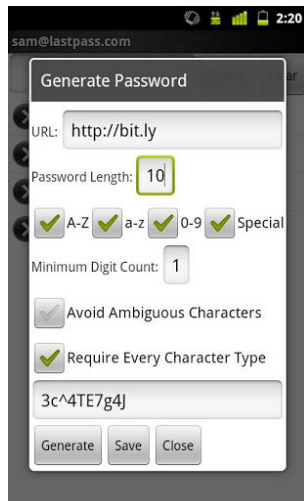 2:20
sam@lastpass.com
Search
Generate Password
URL: http://bit.ly
Password Length: 10
A-Z a-z 0-9 Special
Minimum Digit Count: 1
Avoid Ambiguous Characters
Require Every Character Type
3c^4TE7g4J
Generate Save Close